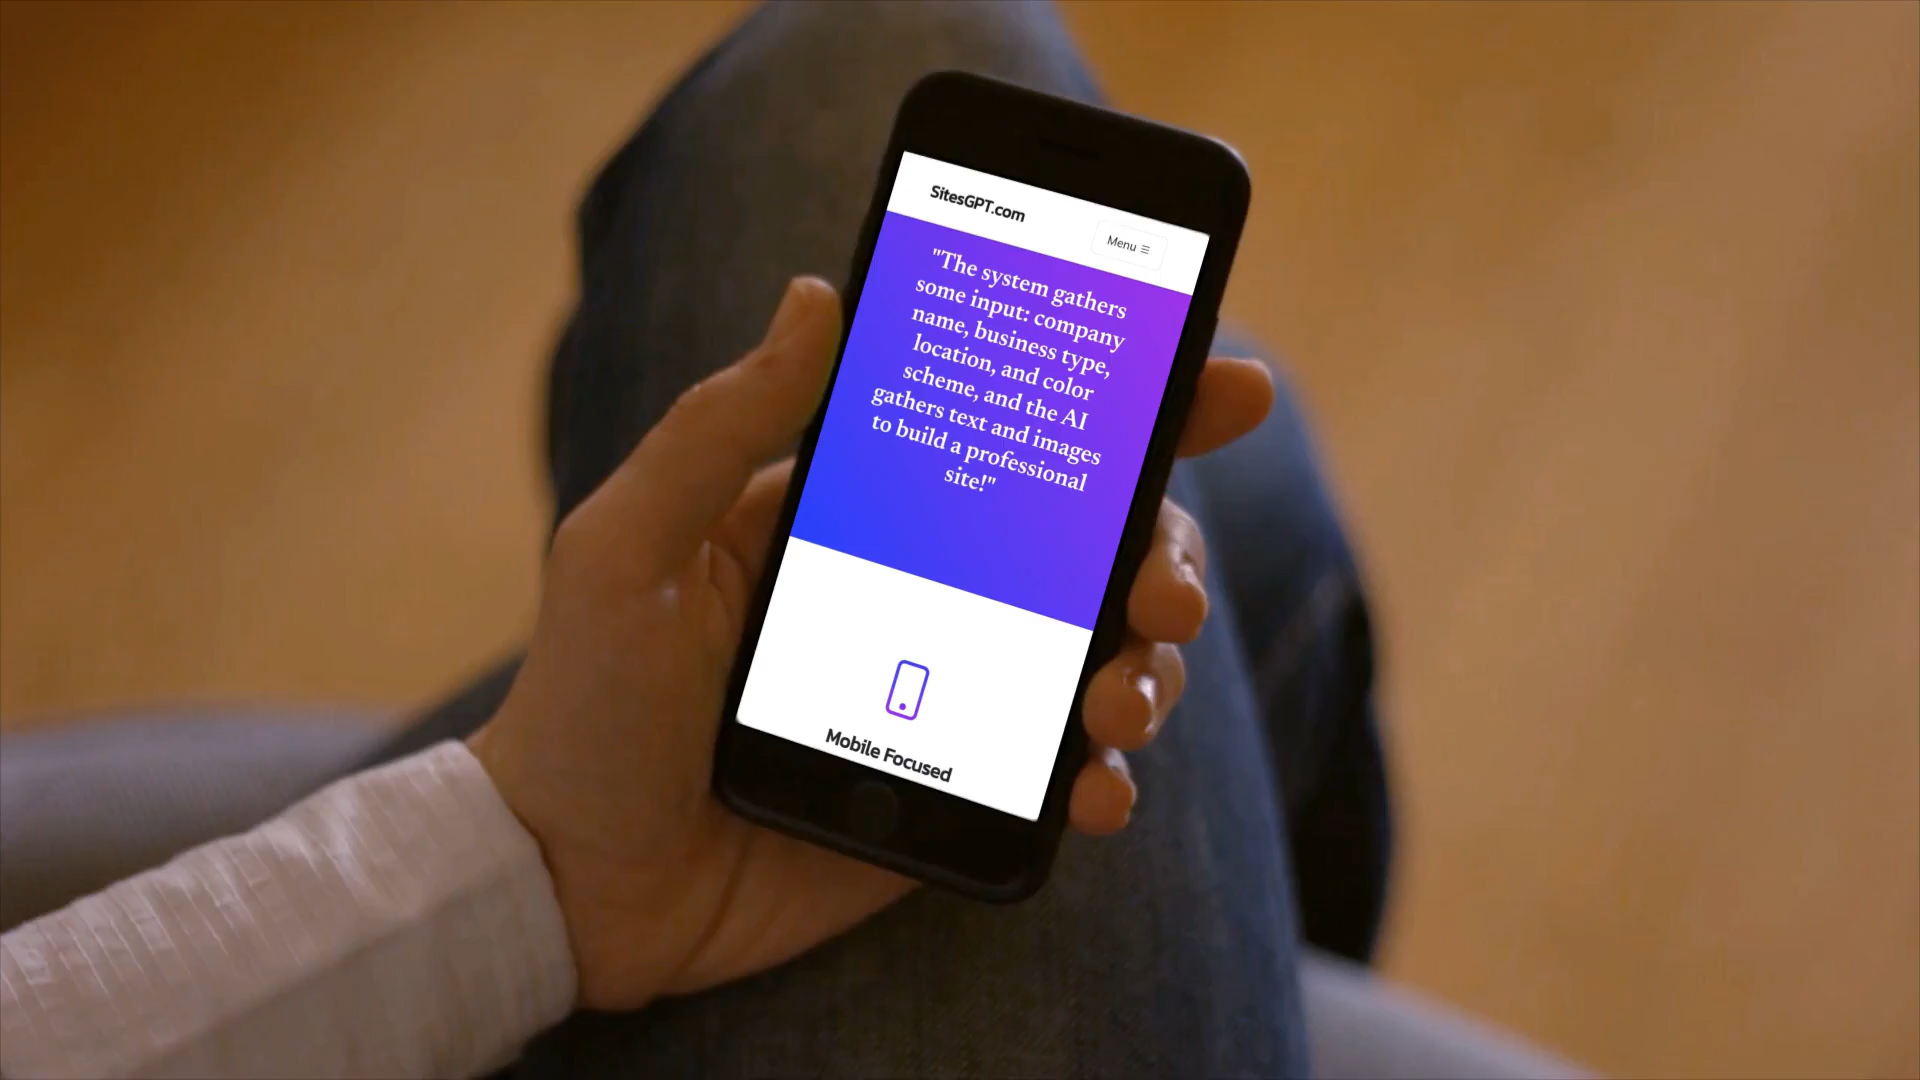 SitesGPT.com
Menu
"The system gathers
some input: company
name, business type,
location, and color
scheme, and the AI
gathers text and images
to build a professional
site!"
Mobile Focused